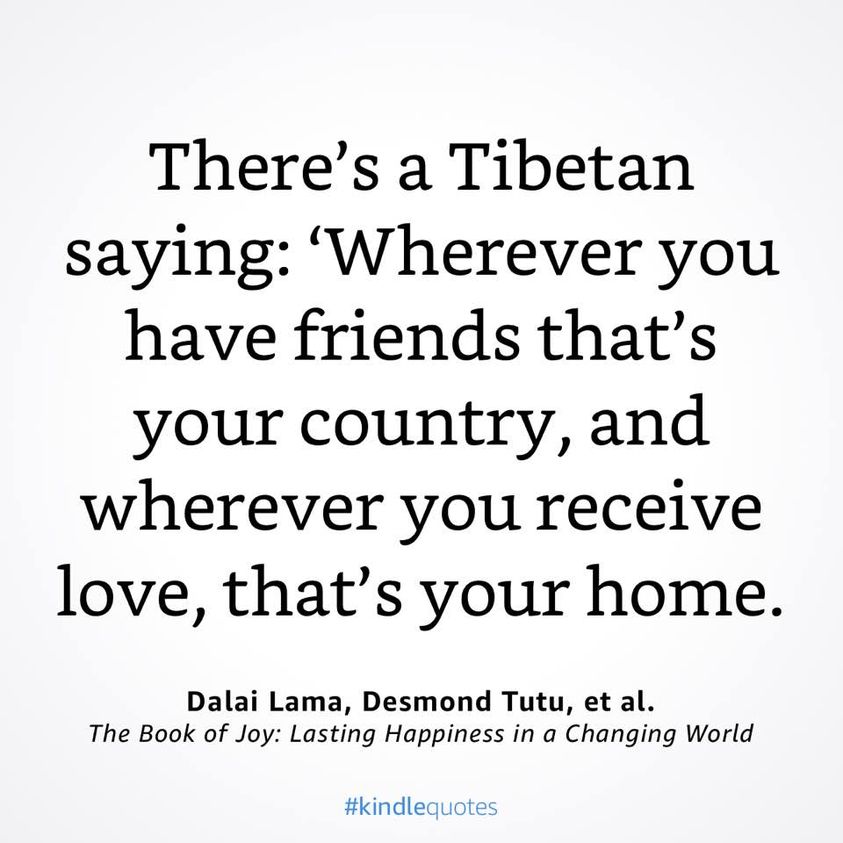 There’s a Tibetan
saying: ‘Wherever you
have friends that’s
your country, and
wherever you receive
love, that’s your home.
Dalai Lama, Desmond Tutu, et al.
The Book of Joy: Lasting Happiness in a Changing World
#kindlequotes